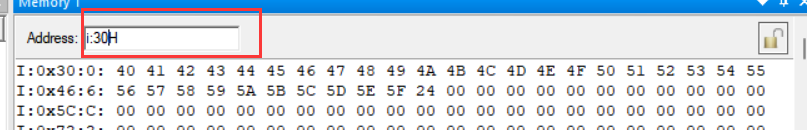 Memory 1
Address: i:30H
I:0x30:0: 40 41 42 43 44 45 46 47 48 49 4A 4B 4C 4D 4E 4F 50 51 52 53 54 55
I:0x46:6: 56 57 58 59 5A 5B 5C 5D 5E 5F 24 00 00 00 00 00 00 00 00 00 00 00
I:0x5C:C: 00 00 00 00 00 00 00 00 00 00 00 00 00 00 00 00 00 00 00 00 00 00